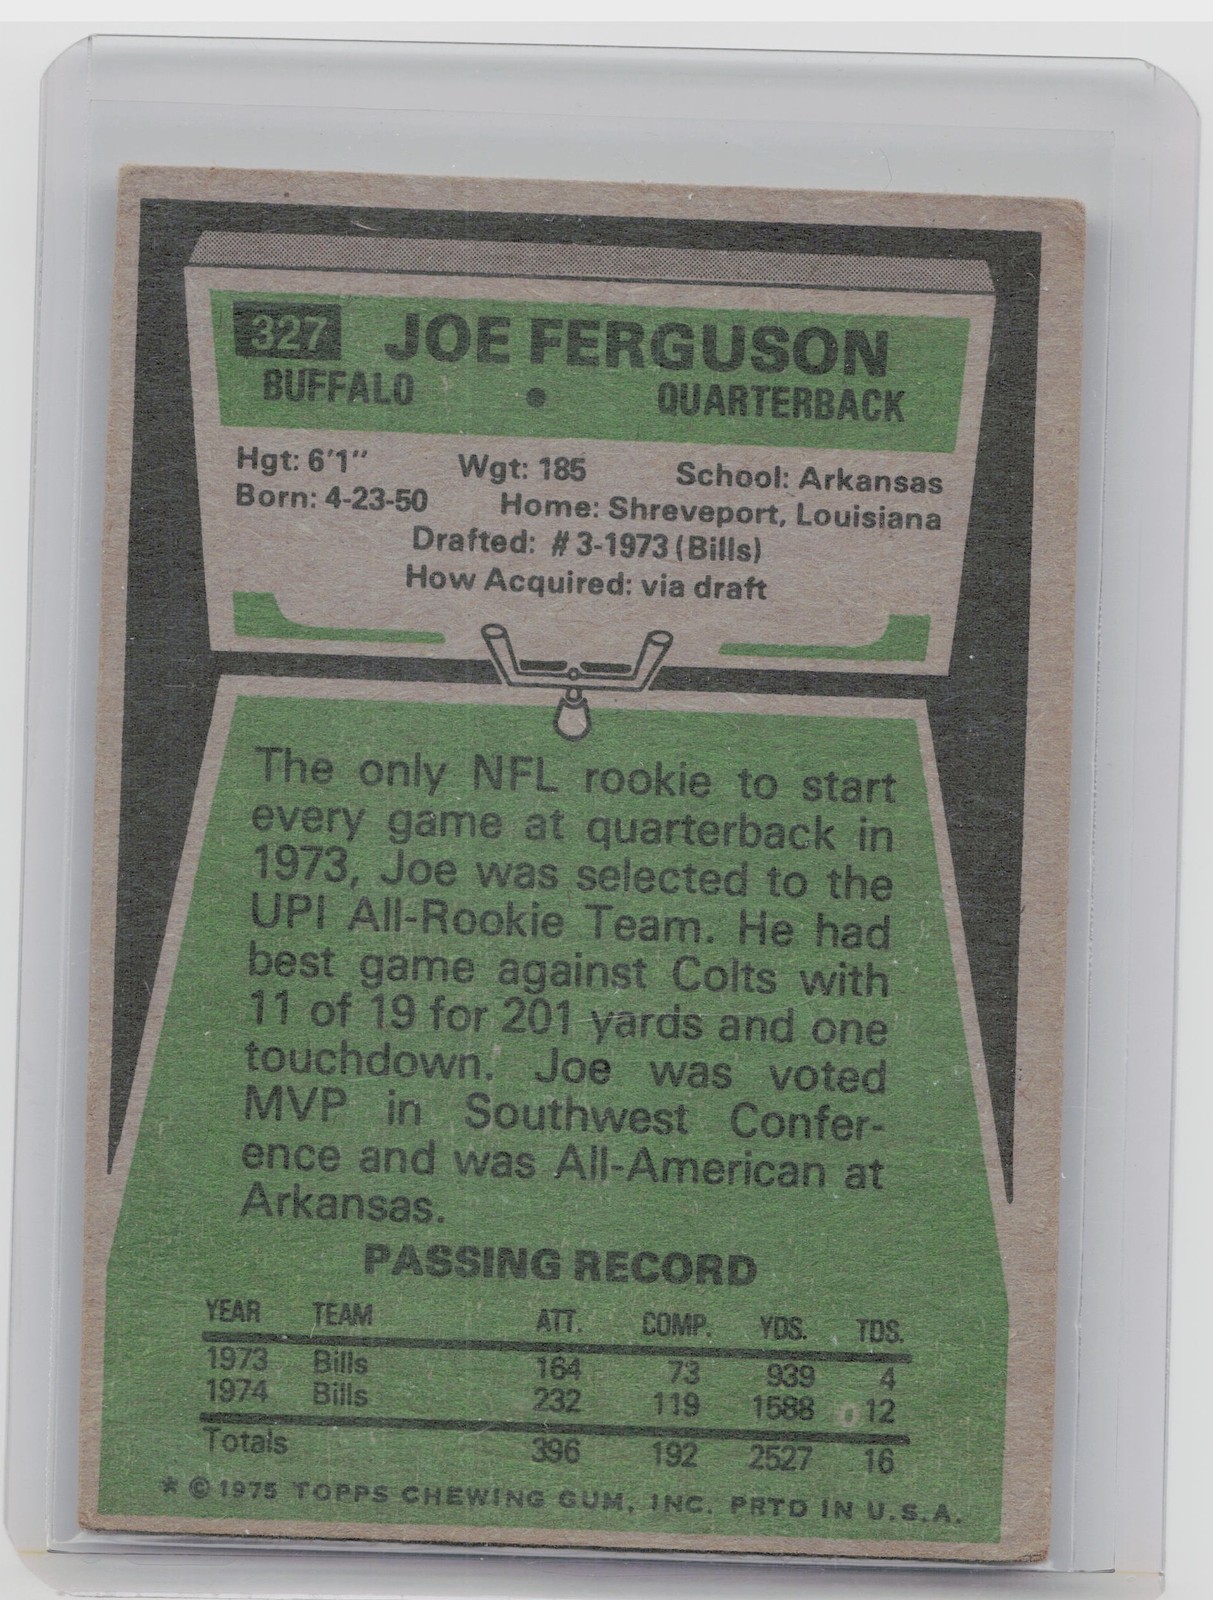 327 JOE FERGUSON
BUFFALO • QUARTERBACK
Hgt: 6'1" Wgt: 185 School: Arkansas
Born: 4-23-50 Home: Shreveport, Louisiana
Drafted: #3-1973 (Bills)
How Acquired: via draft
The only NFL rookie to start
every game at quarterback in
1973, Joe was selected to the
UPI All-Rookie Team. He had
best game against Colts with
11 of 19 for 201 yards and one
touchdown. Joe was voted
MVP in Southwest Confer-
ence and was All-American at
Arkansas.
PASSING RECORD
YEAR TEAM ATT. COMP. YDS. TDS.
1973 Bills 164 73 939 4
1974 Bills 232 119 1588 12
Totals 396 192 2527 16
* © 1975 TOPPS CHEWING GUM, INC. PRTD IN U.S.A.